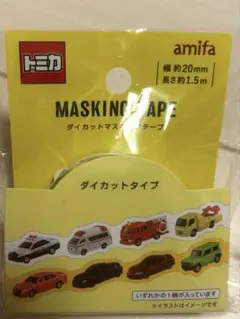 トミカ
amifa
幅 約20mm
長さ約1.5m
MASKING TAPE
ダイカットマスキングテープ
ダイカットタイプ
いずれかの1柄が入っています
※イラストはイメージです